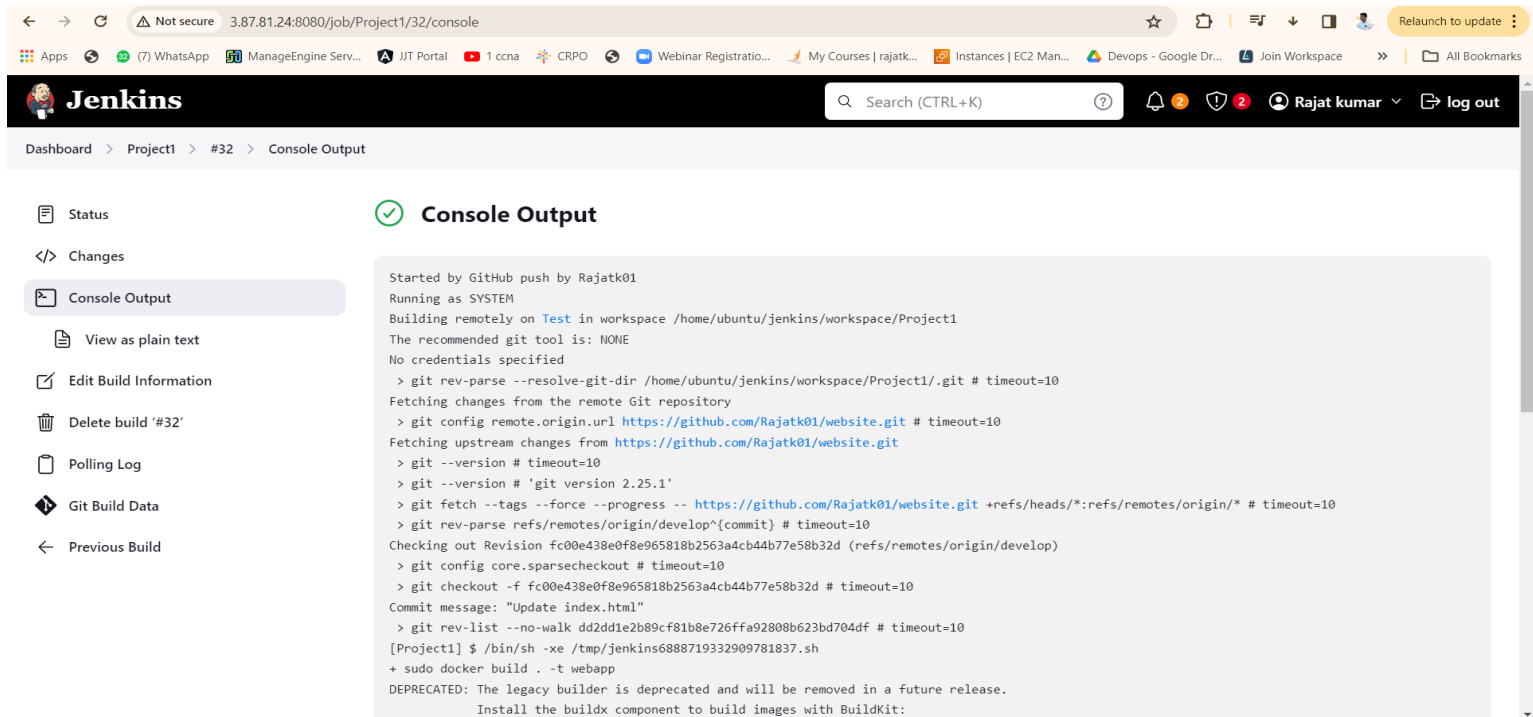 Not secure 3.87.81.24:8080/job/Project1/32/console Relaunch to update
Apps (7) WhatsApp ManageEngine Serv... JJT Portal 1 ccna CRPO Webinar Registratio... My Courses | rajatk... Instances | EC2 Man... Devops - Google Dr... Join Workspace » All Bookmarks
Jenkins Search (CTRL+K) ? 2 2 Rajat kumar log out
Dashboard > Project1 > #32 > Console Output
Status
</> Changes
Console Output
View as plain text
Edit Build Information
Delete build ‘#32’
Polling Log
Git Build Data
Previous Build
Console Output
Started by GitHub push by Rajatk01
Running as SYSTEM
Building remotely on Test in workspace /home/ubuntu/jenkins/workspace/Project1
The recommended git tool is: NONE
No credentials specified
> git rev-parse --resolve-git-dir /home/ubuntu/jenkins/workspace/Project1/.git # timeout=10
Fetching changes from the remote Git repository
> git config remote.origin.url https://github.com/Rajatk01/website.git # timeout=10
Fetching upstream changes from https://github.com/Rajatk01/website.git
> git --version # timeout=10
> git --version # 'git version 2.25.1'
> git fetch --tags --force --progress -- https://github.com/Rajatk01/website.git +refs/heads/*:refs/remotes/origin/* # timeout=10
> git rev-parse refs/remotes/origin/develop^{commit} # timeout=10
Checking out Revision fc00e438e0f8e965818b2563a4cb44b77e58b32d (refs/remotes/origin/develop)
> git config core.sparsecheckout # timeout=10
> git checkout -f fc00e438e0f8e965818b2563a4cb44b77e58b32d # timeout=10
Commit message: "Update index.html"
> git rev-list --no-walk dd2dd1e2b89cf81b8e726ffa92808b623bd704df # timeout=10
[Project1] $ /bin/sh -xe /tmp/jenkins6888719332909781837.sh
+ sudo docker build . -t webapp
DEPRECATED: The legacy builder is deprecated and will be removed in a future release.
Install the buildx component to build images with BuildKit: